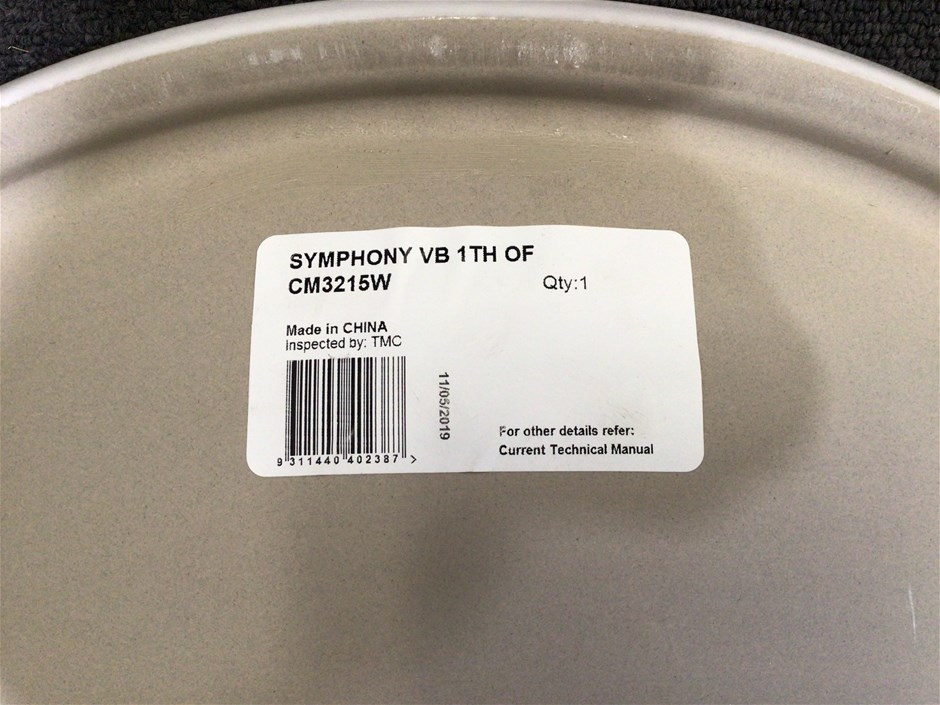 SYMPHONY VB 1TH OF
CM3215W
Qty:1
Made in CHINA
Inspected by: TMC
11/05/2019
9 311440 402387 >
For other details refer:
Current Technical Manual